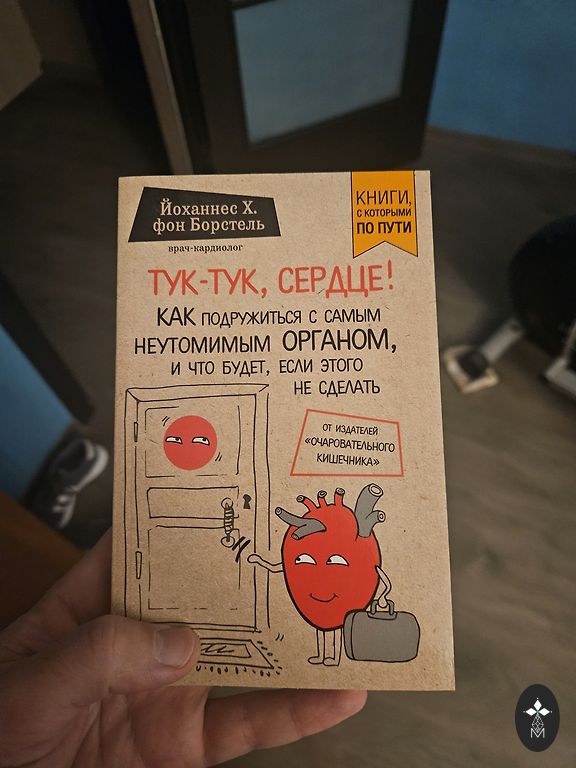 Йоханнес Х.
фон Борстель
врач-кардиолог
КНИГИ,
С КОТОРЫМИ
ПО ПУТИ
ТУК-ТУК, СЕРДЦЕ!
КАК ПОДРУЖИТЬСЯ С САМЫМ
НЕУТОМИМЫМ ОРГАНОМ,
И ЧТО БУДЕТ, ЕСЛИ ЭТОГО
НЕ СДЕЛАТЬ
ОТ ИЗДАТЕЛЕЙ
«ОЧАРОВАТЕЛЬНОГО
КИШЕЧНИКА»